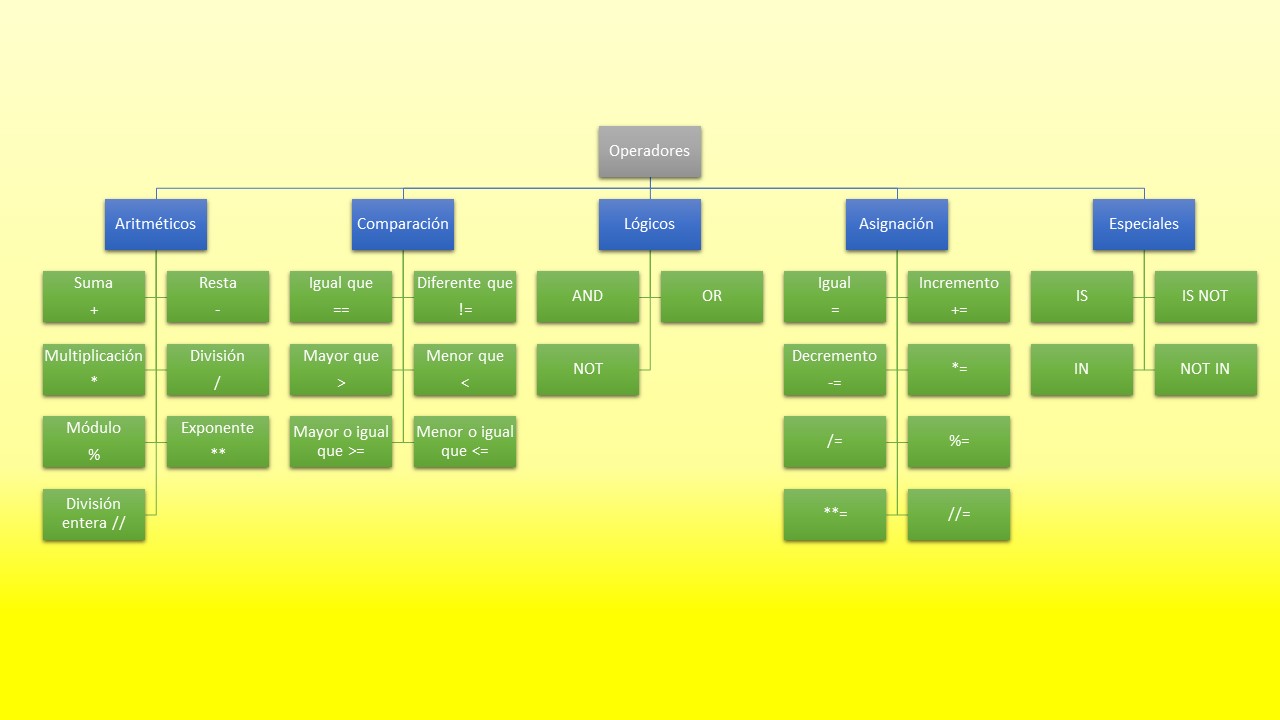 Operadores
Aritméticos
Comparación
Lógicos
Asignación
Especiales
Suma
+
Resta
-
Multiplicación
*
División
/
Módulo
%
Exponente
**
División
entera //
Igual que
==
Diferente que
!=
Mayor que
>
Menor que
<
Mayor o igual
que >=
Menor o igual
que <=
AND
OR
NOT
Igual
=
Incremento
+=
Decremento
-=
*=
/=
%=
**=
//=
IS
IS NOT
IN
NOT IN